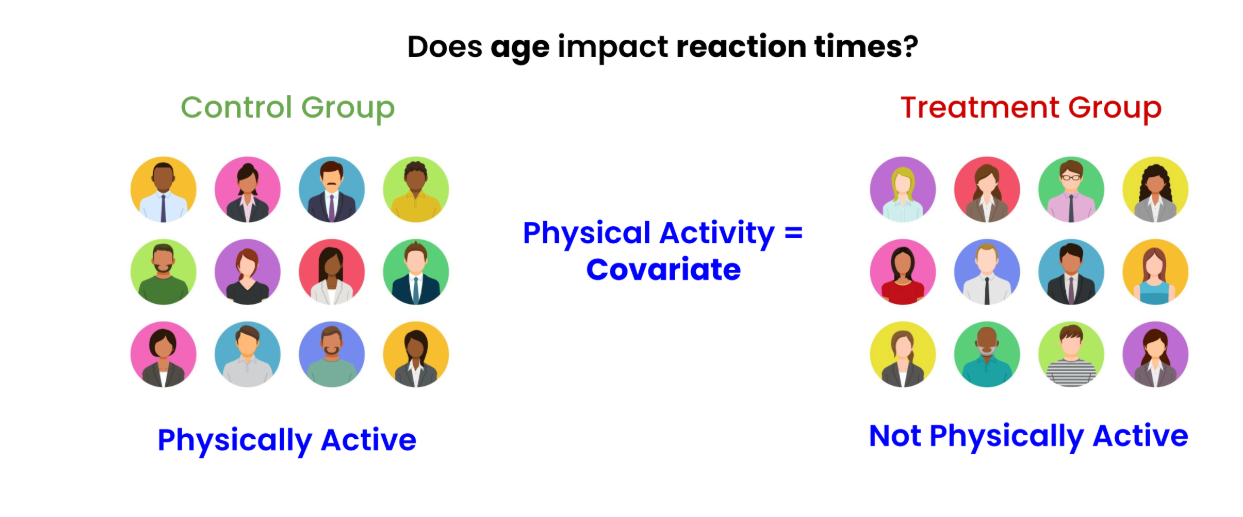 Does age impact reaction times?
Control Group
Treatment Group
Physical Activity =
Covariate
Physically Active
Not Physically Active